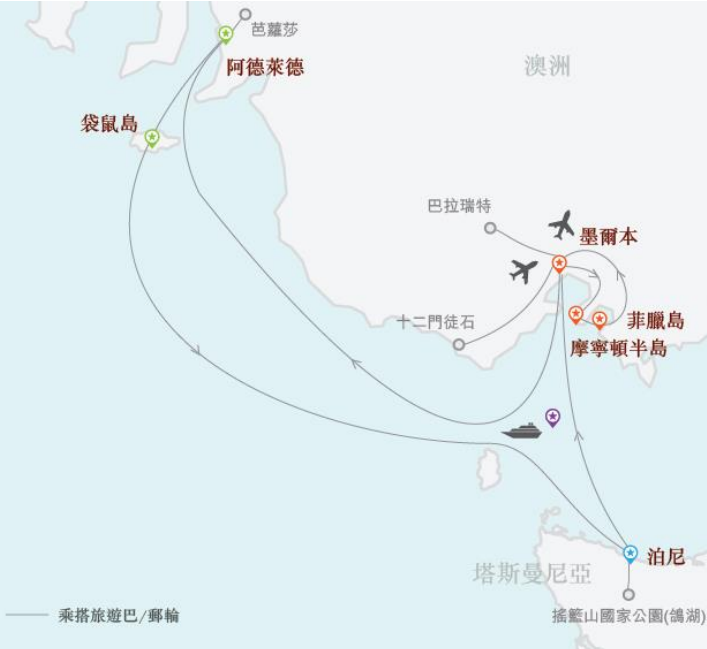 芭蘿莎
阿德萊德
澳洲
袋鼠島
巴拉瑞特
墨爾本
十二門徒石
菲臘島
摩寧頓半島
泊尼
塔斯曼尼亞
搖籃山國家公園(鴿湖)
乘搭旅遊巴/郵輪